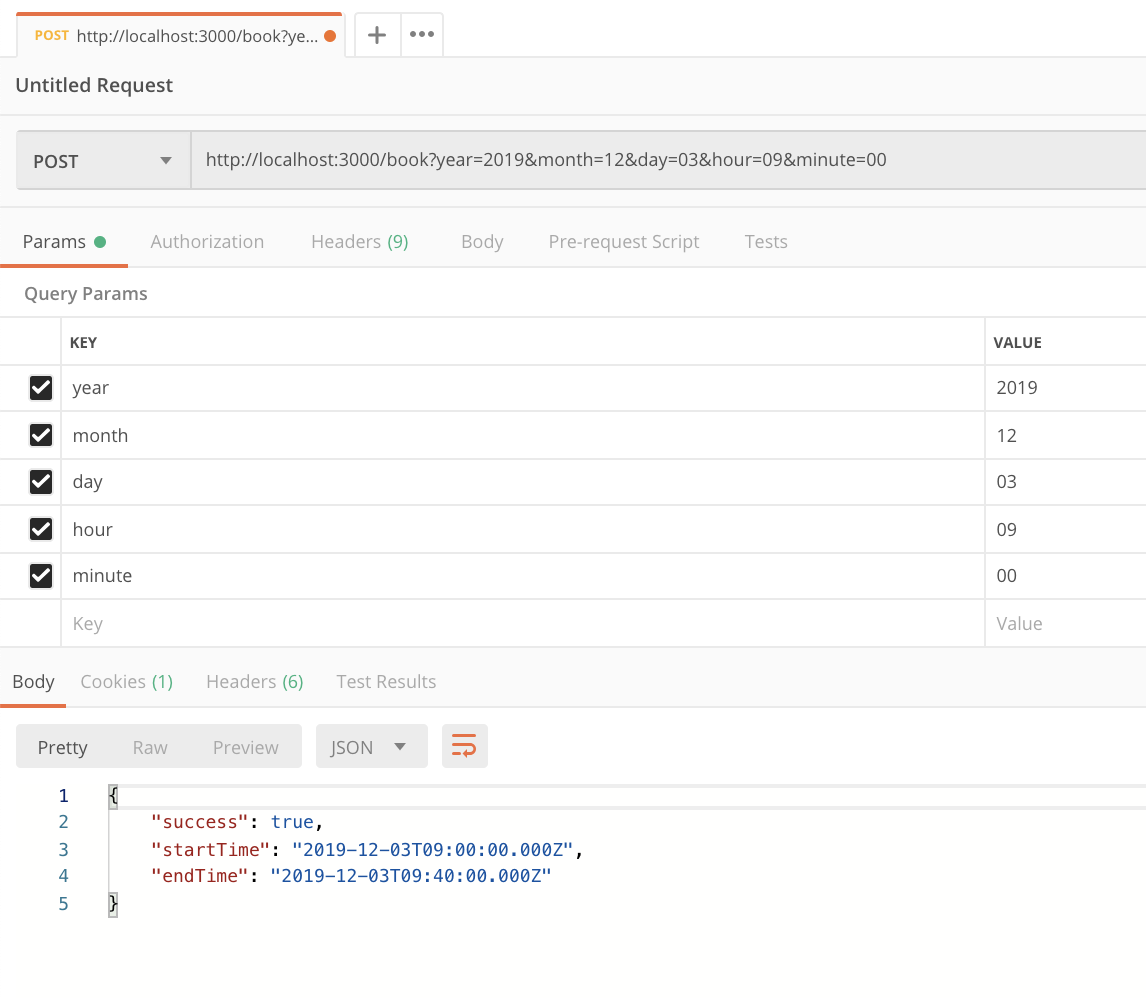 POST http://localhost:3000/book?ye...
Untitled Request
POST http://localhost:3000/book?year=2019&month=12&day=03&hour=09&minute=00
Params Authorization Headers (9) Body Pre-request Script Tests
Query Params
KEY VALUE
year 2019
month 12
day 03
hour 09
minute 00
Key Value
Body Cookies (1) Headers (6) Test Results
Pretty Raw Preview JSON
1 {
2 "success": true,
3 "startTime": "2019-12-03T09:00:00.000Z",
4 "endTime": "2019-12-03T09:40:00.000Z"
5 }